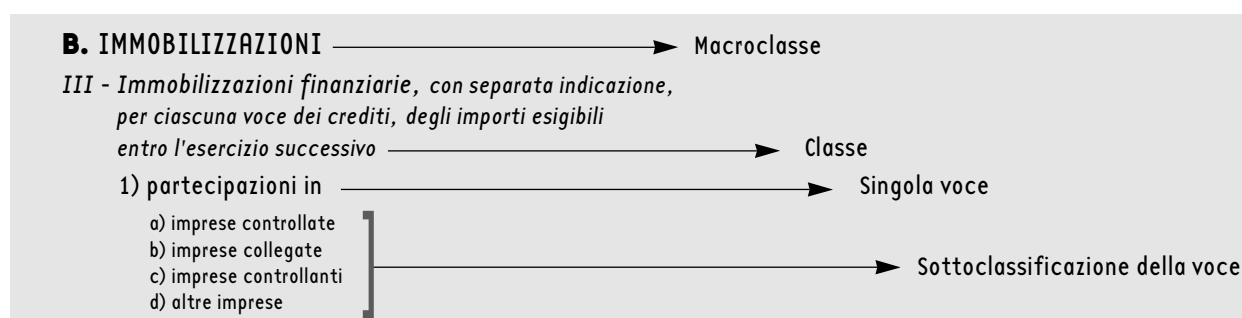 B. IMMOBILIZZAZIONI Macroclasse
III - Immobilizzazioni finanziarie, con separata indicazione,
per ciascuna voce dei crediti, degli importi esigibili
entro l'esercizio successivo Classe
1) partecipazioni in Singola voce
a) imprese controllate
b) imprese collegate
c) imprese controllanti
d) altre imprese
Sottoclassificazione della voce